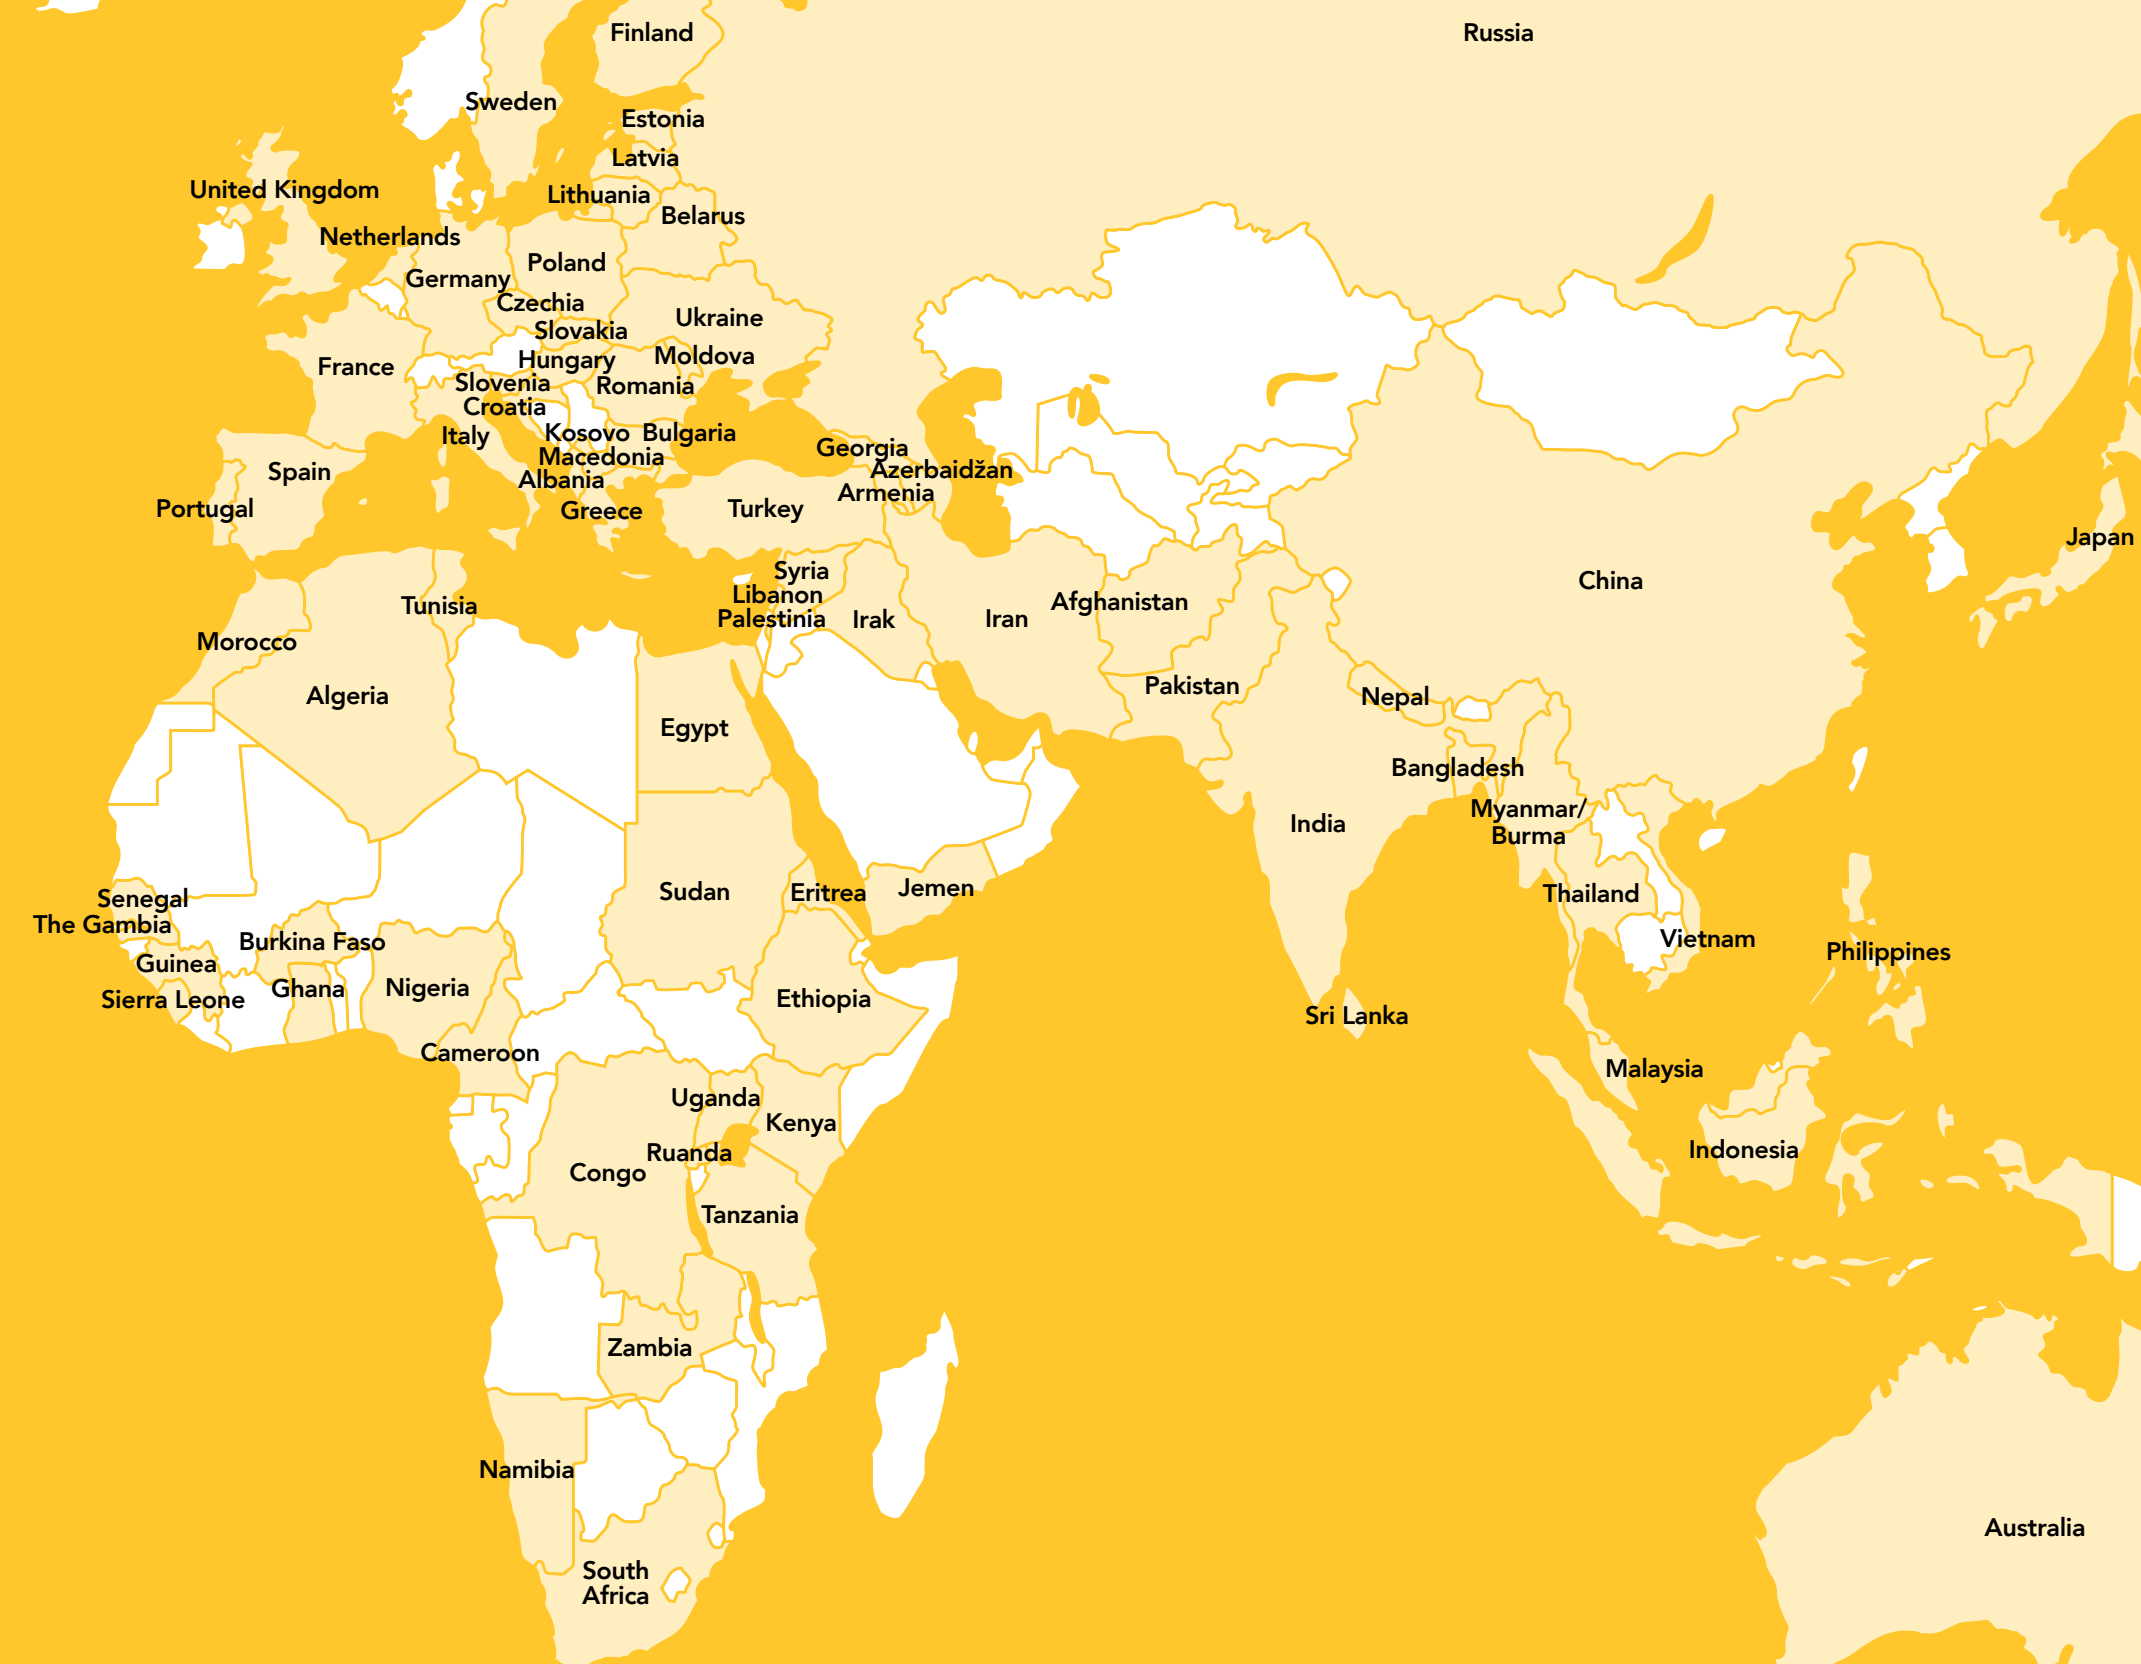 Finland
Russia
Sweden
Estonia
Latvia
United Kingdom
Lithuania
Belarus
Netherlands
Poland
Germany
Czechia
Ukraine
Slovakia
Moldova
Hungary
France
Slovenia
Romania
Croatia
Italy
Kosovo
Bulgaria
Georgia
Macedonia
Spain
Azerbaidžan
Albania
Armenia
Portugal
Greece
Turkey
Japan
Syria
China
Libanon
Afghanistan
Tunisia
Palestinia
Irak
Iran
Morocco
Algeria
Pakistan
Nepal
Egypt
Bangladesh
Myanmar/
Burma
India
Senegal
Sudan
Eritrea
Jemen
Thailand
The Gambia
Burkina Faso
Vietnam
Philippines
Guinea
Ghana
Nigeria
Sierra Leone
Ethiopia
Sri Lanka
Cameroon
Malaysia
Uganda
Kenya
Ruanda
Indonesia
Congo
Tanzania
Zambia
Namibia
Australia
South
Africa